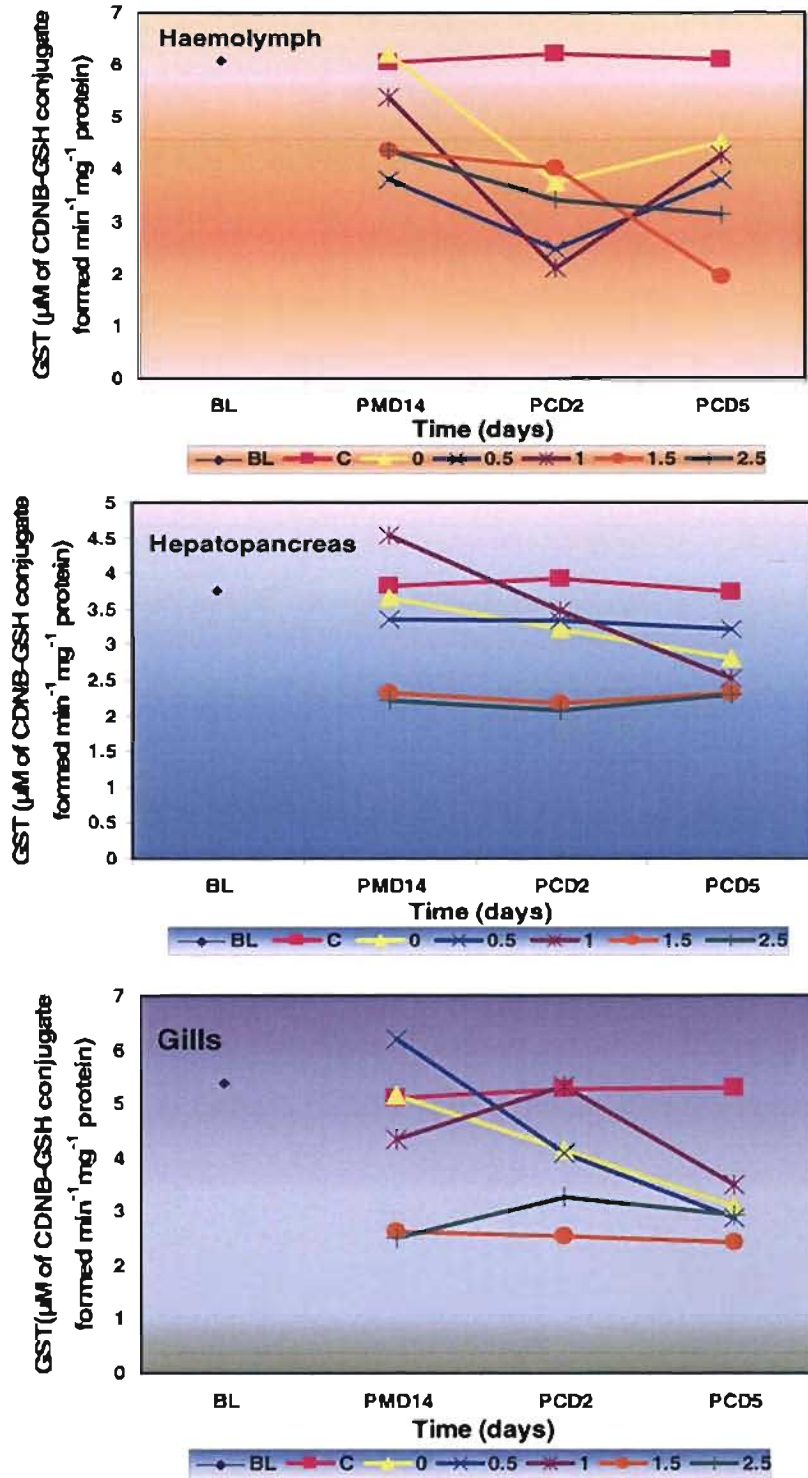 Haemolymph
GST (µM of CDNB-GSH conjugate
formed min⁻¹ mg⁻¹ protein)
7
6
5
4
3
2
1
0
BL PMD14 PCD2 PCD5
Time (days)
BL C 0 0.5 1 1.5 2.5
Hepatopancreas
GST (µM of CDNB-GSH conjugate
formed min⁻¹ mg⁻¹ protein)
5
4.5
4
3.5
3
2.5
2
1.5
1
0.5
0
BL PMD14 PCD2 PCD5
Time (days)
BL C 0 0.5 1 1.5 2.5
Gills
GST(µM of CDNB-GSH conjugate
formed min⁻¹ mg⁻¹ protein)
7
6
5
4
3
2
1
0
BL PMD14 PCD2 PCD5
Time (days)
BL C 0 0.5 1 1.5 2.5